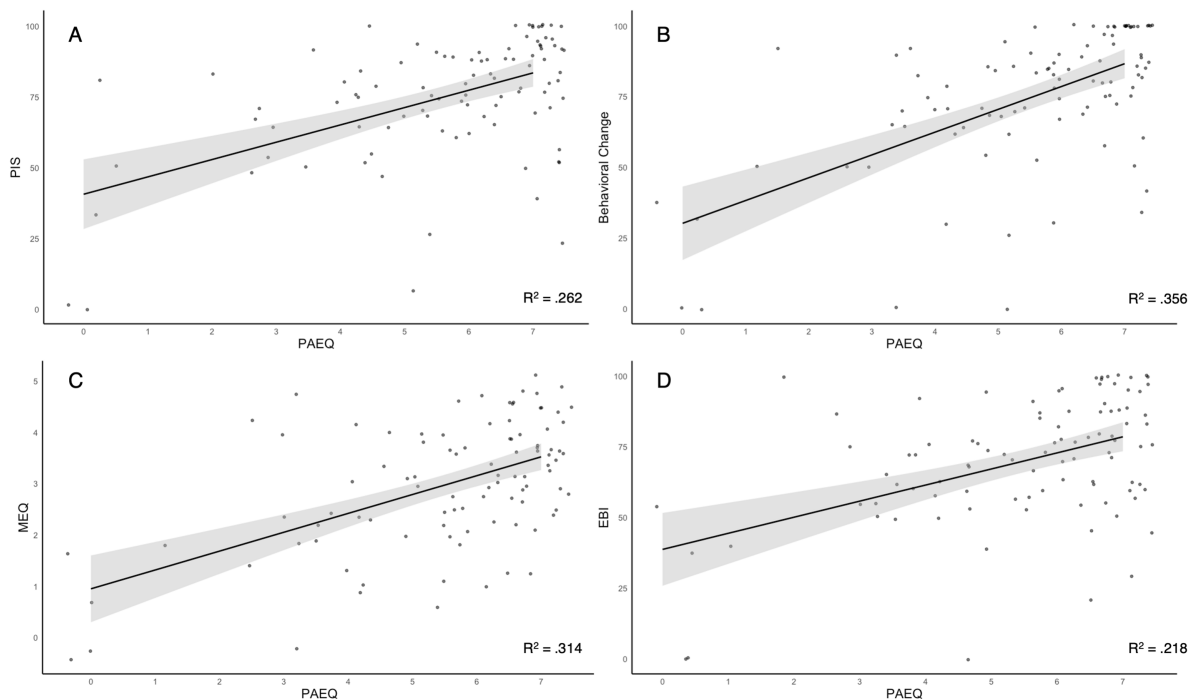 A
100
75
50
25
0
PIS
0 1 2 3 4 5 6 7
PAEQ
R² = .262
B
100
75
50
25
0
Behavioral Change
0 1 2 3 4 5 6 7
PAEQ
R² = .356
C
5
4
3
2
1
0
MEQ
0 1 2 3 4 5 6 7
PAEQ
R² = .314
D
100
75
50
25
0
EBI
0 1 2 3 4 5 6 7
PAEQ
R² = .218